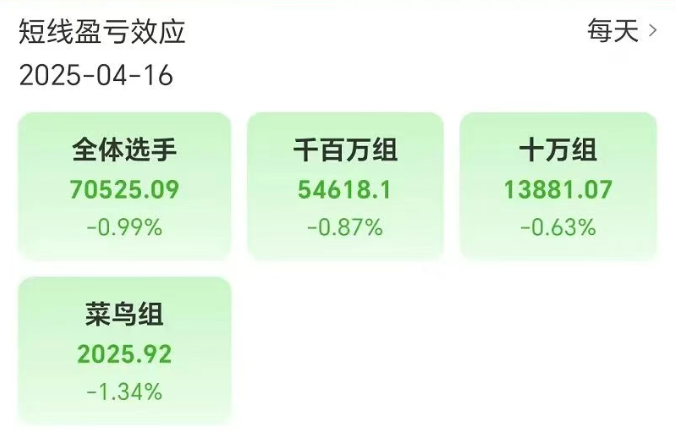 短线盈亏效应
每天
2025-04-16
全体选手
70525.09
-0.99%
千百万组
54618.1
-0.87%
十万组
13881.07
-0.63%
菜鸟组
2025.92
-1.34%